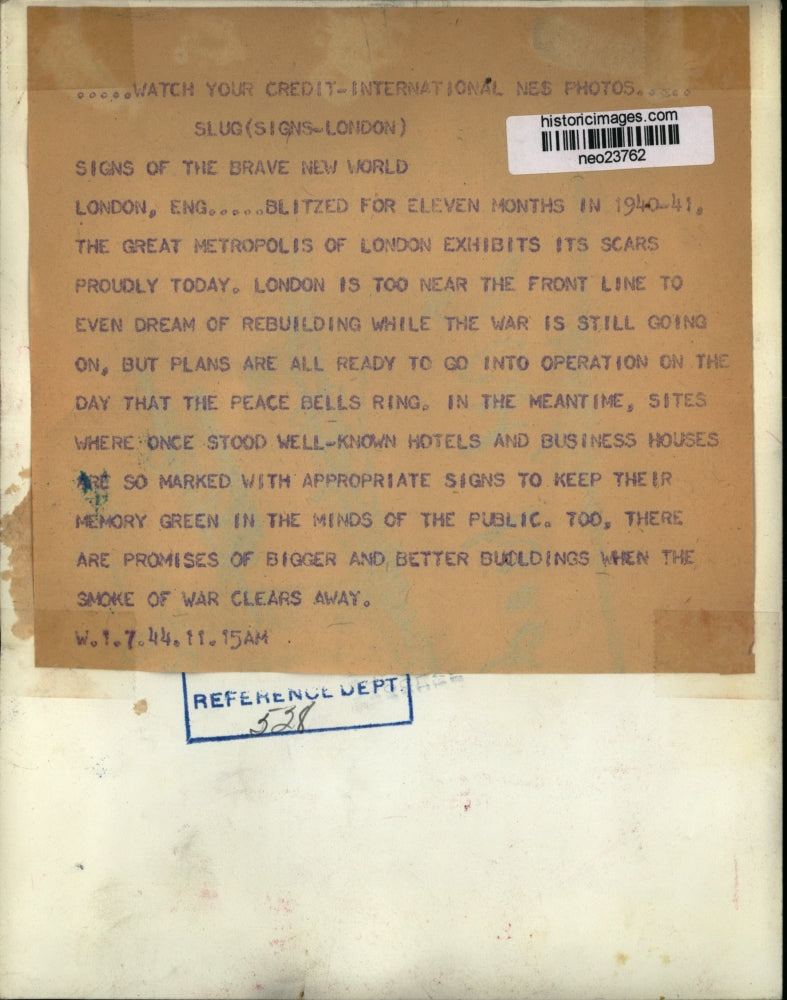 .....WATCH YOUR CREDIT-INTERNATIONAL NES PHOTOS.....
SLUG(SIGNS-LONDON)
historicimages.com
neo23762
SIGNS OF THE BRAVE NEW WORLD
LONDON, ENG.....BLITZED FOR ELEVEN MONTHS IN 1940-41,
THE GREAT METROPOLIS OF LONDON EXHIBITS ITS SCARS
PROUDLY TODAY. LONDON IS TOO NEAR THE FRONT LINE TO
EVEN DREAM OF REBUILDING WHILE THE WAR IS STILL GOING
ON, BUT PLANS ARE ALL READY TO GO INTO OPERATION ON THE
DAY THAT THE PEACE BELLS RING. IN THE MEANTIME, SITES
WHERE ONCE STOOD WELL-KNOWN HOTELS AND BUSINESS HOUSES
ARE SO MARKED WITH APPROPRIATE SIGNS TO KEEP THEIR
MEMORY GREEN IN THE MINDS OF THE PUBLIC. TOO, THERE
ARE PROMISES OF BIGGER AND BETTER BUOLDINGS WHEN THE
SMOKE OF WAR CLEARS AWAY.
W.1.7.44.11.15AM
REFERENCE DEPT
528